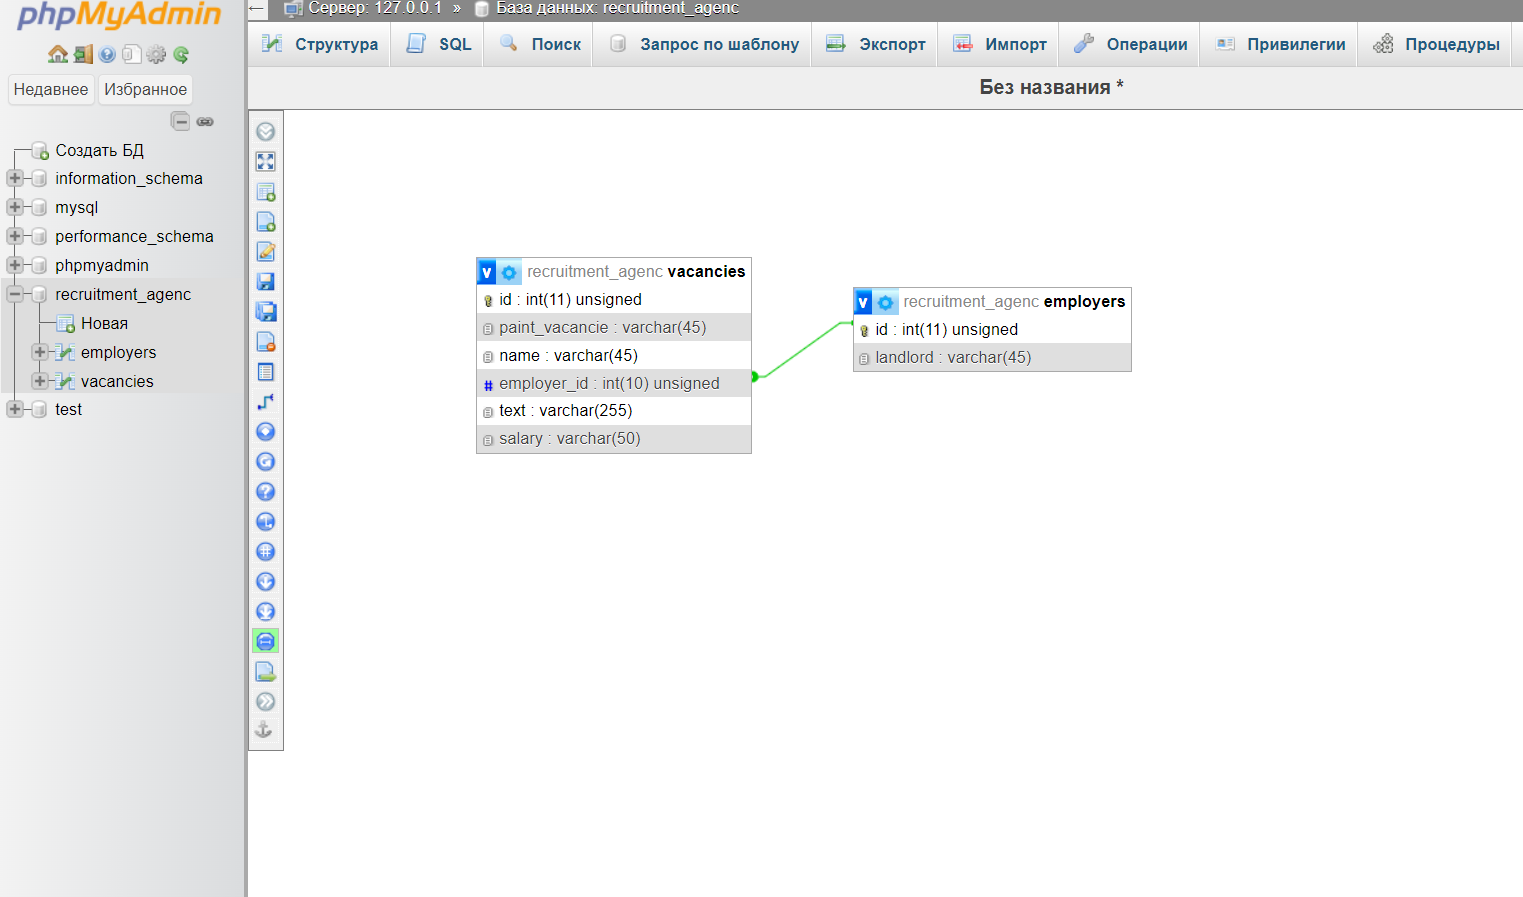 phpMyAdmin
Недавнее Избранное
Создать БД
information_schema
mysql
performance_schema
phpmyadmin
recruitment_agenc
Новая
employers
vacancies
test
Сервер: 127.0.0.1 » База данных: recruitment_agenc
Структура SQL Поиск Запрос по шаблону Экспорт Импорт Операции Привилегии Процедуры
Без названия *
v recruitment_agenc vacancies
id : int(11) unsigned
paint_vacancie : varchar(45)
name : varchar(45)
# employer_id : int(10) unsigned
text : varchar(255)
salary : varchar(50)
v recruitment_agenc employers
id : int(11) unsigned
landlord : varchar(45)